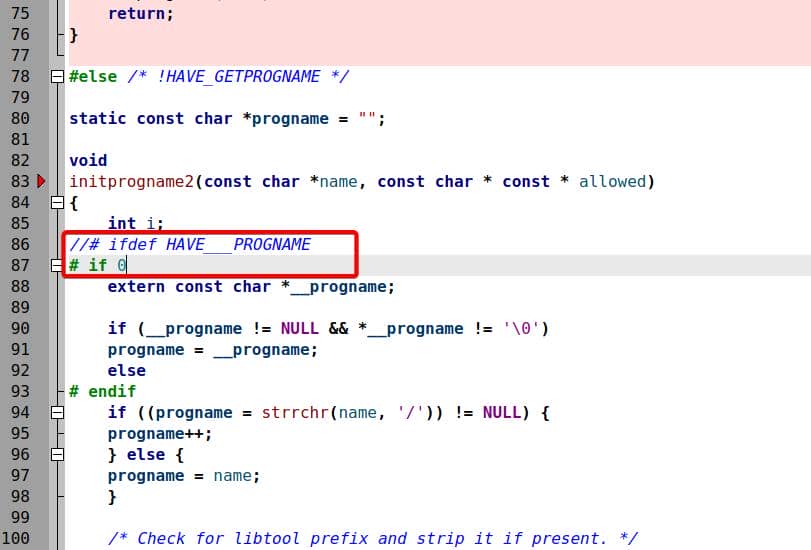 75 return;
76 }
77
78 #else /* !HAVE_GETPROGNAME */
79
80 static const char *progname = "";
81
82 void
83 initprogname2(const char *name, const char * const * allowed)
84 {
85 int i;
86 //# ifdef HAVE___PROGNAME
87 # if 0
88 extern const char *__progname;
89
90 if (__progname != NULL && *__progname != '\0')
91 progname = __progname;
92 else
93 # endif
94 if ((progname = strrchr(name, '/')) != NULL) {
95 progname++;
96 } else {
97 progname = name;
98 }
99
100 /* Check for libtool prefix and strip it if present. */